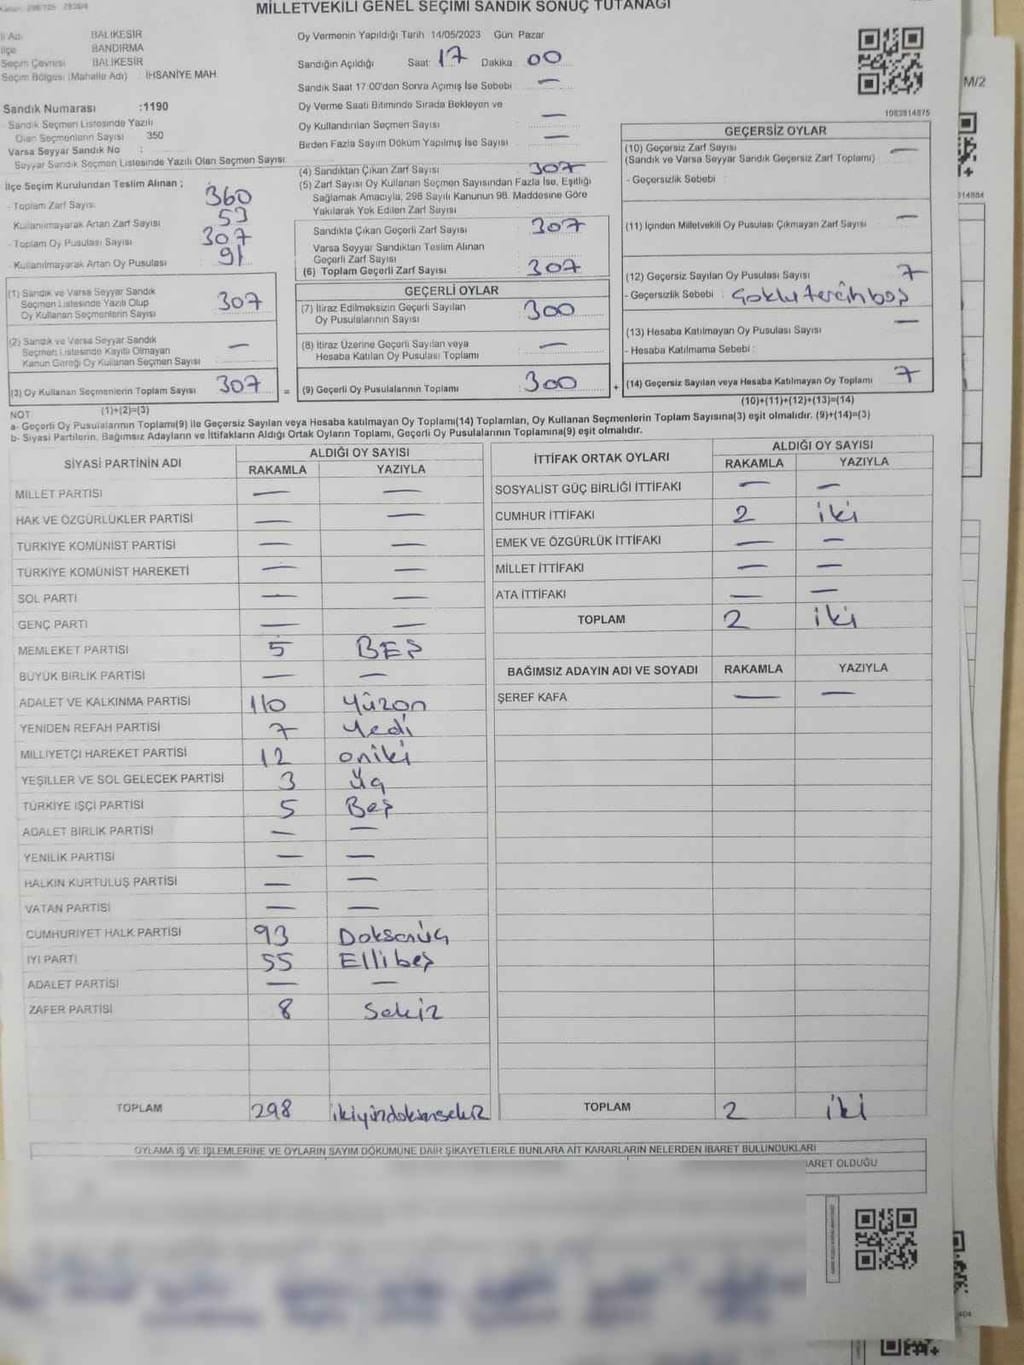 MİLLETVEKİLİ GENEL SEÇİMİ SANDIK SONUÇ TUTANAĞI
BALIKESİR
İlçe BANDIRMA
Seçim Çevresi BALIKESİR
Seçim Bölgesi (Mahalle Adı) : İHSANİYE MAH.
Oy Vermenin Yapıldığı Tarih 14/05/2023 Gün: Pazar
Sandığın Açıldığı Saat: 17 Dakika 00
Sandık Saat 17:00'den Sonra Açımış İse Sebebi —
Oy Verme Saati Bitiminde Sırada Bekleyen ve
Oy Kullandırılan Seçmen Sayısı —
Birden Fazla Sayım Döküm Yapılmış İse Sayısı —
1083814875
M/2
Sandık Numarası :1190
Sandık Seçmen Listesinde Yazılı
Olan Seçmenlerin Sayısı 350
Varsa Seyyar Sandık No :
Seyyar Sandık Seçmen Listesinde Yazılı Olan Seçmen Sayısı:
İlçe Seçim Kurulundan Teslim Alınan ;
- Toplam Zarf Sayısı 360
Kullanılmayarak Artan Zarf Sayısı 53
- Toplam Oy Pusulası Sayısı 307
- Kullanılmayarak Artan Oy Pusulası 91
(4) Sandıktan Çıkan Zarf Sayısı 307
(5) Zarf Sayısı Oy Kullanan Seçmen Sayısından Fazla İse, Eşitliği
Sağlamak Amacıyla, 298 Sayılı Kanunun 98. Maddesine Göre
Yakılarak Yok Edilen Zarf Sayısı
Sandıkta Çıkan Geçerli Zarf Sayısı 307
Varsa Seyyar Sandıktan Teslim Alınan
Geçerli Zarf Sayısı
(6) Toplam Geçerli Zarf Sayısı : 307
GEÇERSİZ OYLAR
(10) Geçersiz Zarf Sayısı —
(Sandık ve Varsa Seyyar Sandık Geçersiz Zarf Toplamı)
- Geçersizlik Sebebi :
(11) İçinden Milletvekili Oy Pusulası Çıkmayan Zarf Sayısı —
(12) Geçersiz Sayılan Oy Pusulası Sayısı 7
- Geçersizlik Sebebi :
(13) Hesaba Katılmayan Oy Pusulası Sayısı —
- Hesaba Katılmama Sebebi :
(14) Geçersiz Sayılan veya Hesaba Katılmayan Oy Toplamı 7
(10)+(11)+(12)+(13)=(14)
(1) Sandık ve Varsa Seyyar Sandık
Seçmen Listesinde Yazılı Olup
Oy Kullanan Seçmenlerin Sayısı 307
(2) Sandık ve Varsa Seyyar Sandık
Seçmen Listesinde Kayıtlı Olmayan
Kanun Gereği Oy Kullanan Seçmen Sayısı —
(3) Oy Kullanan Seçmenlerin Toplam Sayısı 307 =
(1)+(2)=(3)
GEÇERLİ OYLAR
(7) İtiraz Edilmeksizin Geçerli Sayılan
Oy Pusulalarının Sayısı : 300
(8) İtiraz Üzerine Geçerli Sayılan veya
Hesaba Katılan Oy Pusulası Toplamı : —
(9) Geçerli Oy Pusulalarının Toplamı : 300 +
NOT
a- Geçerli Oy Pusulalarının Toplamı(9) ile Geçersiz Sayılan veya Hesaba katılmayan Oy Toplamı(14) Toplamları, Oy Kullanan Seçmenlerin Toplam Sayısına(3) eşit olmalıdır. (9)+(14)=(3)
b- Siyasi Partilerin, Bağımsız Adayların ve İttifakların Aldığı Ortak Oyların Toplamı, Geçerli Oy Pusulalarının Toplamına(9) eşit olmalıdır.
SİYASİ PARTİNİN ADI ALDIĞI OY SAYISI
RAKAMLA YAZIYLA
MİLLET PARTİSİ — —
HAK VE ÖZGÜRLÜKLER PARTİSİ — —
TÜRKİYE KOMÜNİST PARTİSİ — —
TÜRKİYE KOMÜNİST HAREKETİ — —
SOL PARTİ — —
GENÇ PARTİ — —
MEMLEKET PARTİSİ 5 BEŞ
BÜYÜK BİRLİK PARTİSİ — —
ADALET VE KALKINMA PARTİSİ 110 Yüzon
YENİDEN REFAH PARTİSİ 7 Yedi
MİLLİYETÇİ HAREKET PARTİSİ 12 oniki
YEŞİLLER VE SOL GELECEK PARTİSİ 3 Üç
TÜRKİYE İŞÇİ PARTİSİ 5 Beş
ADALET BİRLİK PARTİSİ — —
YENİLİK PARTİSİ — —
HALKIN KURTULUŞ PARTİSİ — —
VATAN PARTİSİ — —
CUMHURİYET HALK PARTİSİ 93 Doksanüç
İYİ PARTİ 55 Ellibeş
ADALET PARTİSİ — —
ZAFER PARTİSİ 8 Sekiz
TOPLAM 298 ikiyüzdoksansekiz
İTTİFAK ORTAK OYLARI ALDIĞI OY SAYISI
RAKAMLA YAZIYLA
SOSYALİST GÜÇ BİRLİĞİ İTTİFAKI — —
CUMHUR İTTİFAKI 2 iki
EMEK VE ÖZGÜRLÜK İTTİFAKI — —
MİLLET İTTİFAKI — —
ATA İTTİFAKI — —
TOPLAM 2 iki
BAĞIMSIZ ADAYIN ADI VE SOYADI RAKAMLA YAZIYLA
ŞEREF KAFA — —
TOPLAM 2 iki
OYLAMA İŞ VE İŞLEMLERİNE VE OYLARIN SAYIM DÖKÜMÜNE DAİR ŞİKAYETLERLE BUNLARA AİT KARARLARIN NELERDEN İBARET BULUNDUKLARI
BARET OLDUĞU